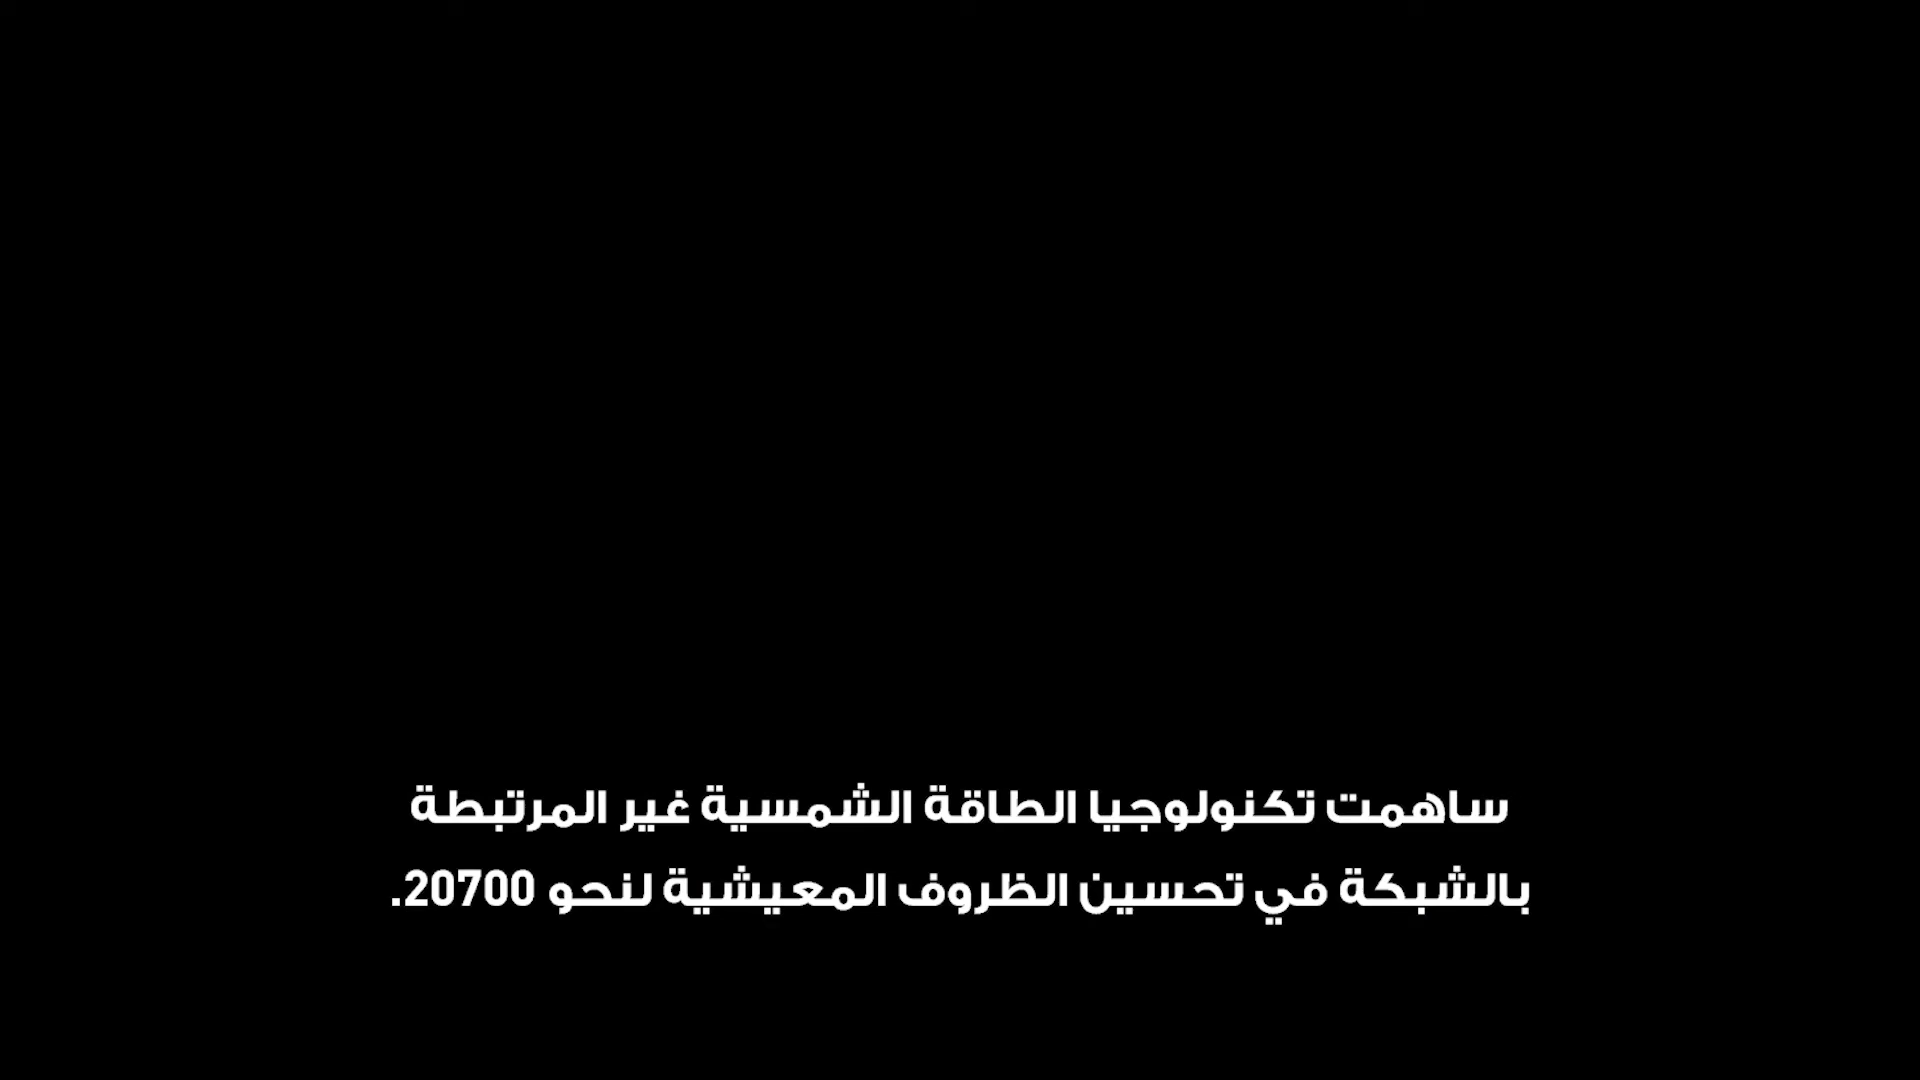 ساهمت تكنولوجيا الطاقة الشمسية غير المرتبطة
بالشبكة في تحسين الظروف المعيشية لنحو 20700.